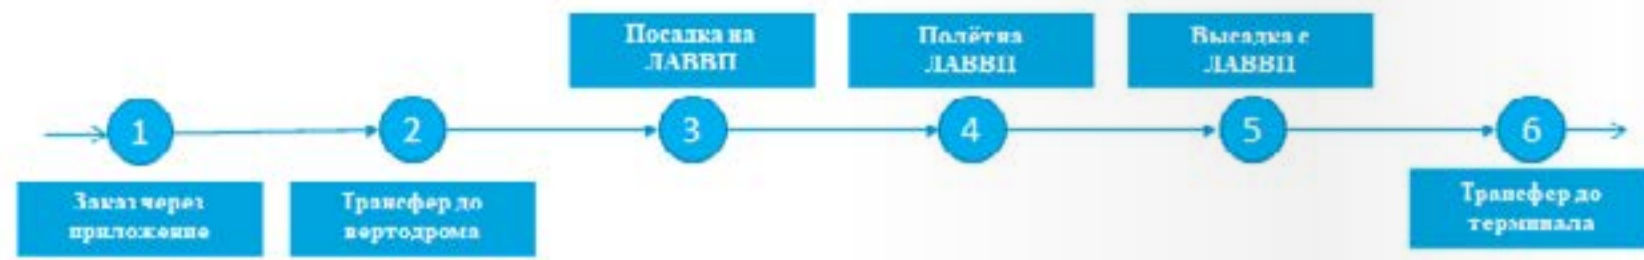 Посадка на
ЛАВВП
Полёт на
ЛАВВП
Высадка с
ЛАВВП
1
2
3
4
5
6
Заказ через
приложение
Трансфер до
вертодрома
Трансфер до
терминала